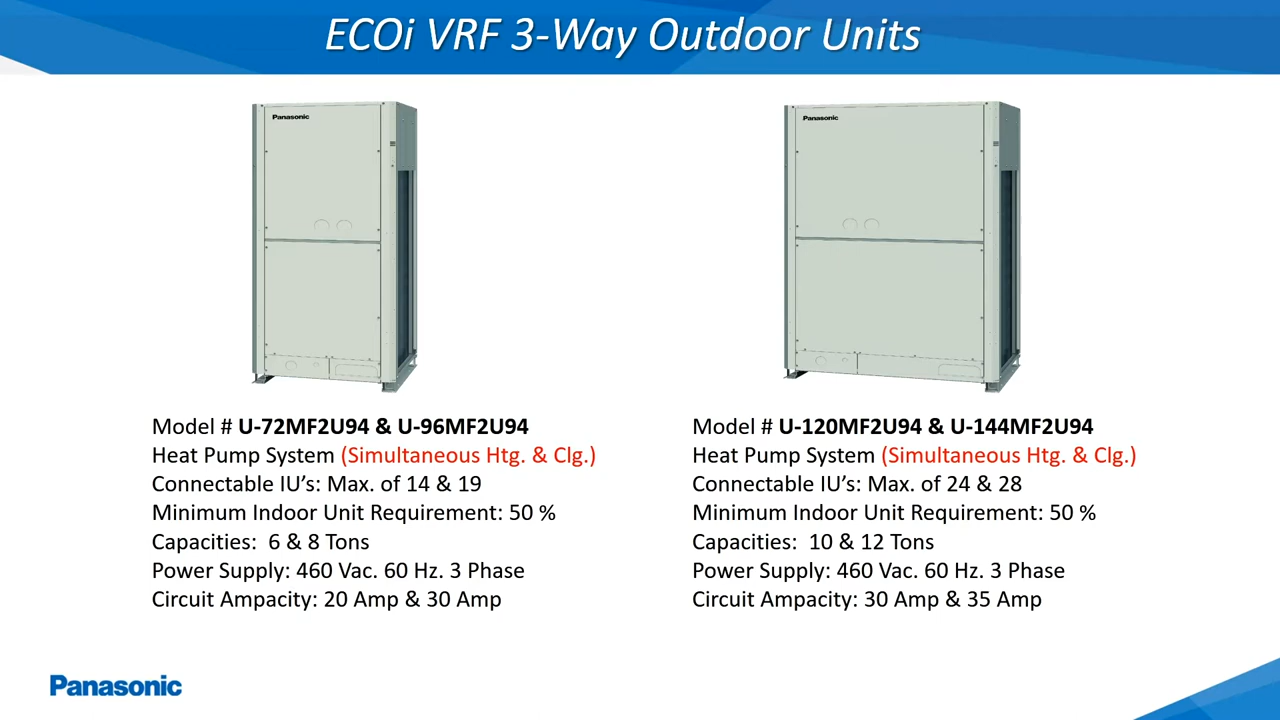 ECOi VRF 3-Way Outdoor Units
Panasonic
Panasonic
Model # U-72MF2U94 & U-96MF2U94
Heat Pump System (Simultaneous Htg. & Clg.)
Connectable IU's: Max. of 14 & 19
Minimum Indoor Unit Requirement: 50 %
Capacities:  6 & 8 Tons
Power Supply: 460 Vac. 60 Hz. 3 Phase
Circuit Ampacity: 20 Amp & 30 Amp
Model # U-120MF2U94 & U-144MF2U94
Heat Pump System (Simultaneous Htg. & Clg.)
Connectable IU's: Max. of 24 & 28
Minimum Indoor Unit Requirement: 50 %
Capacities:  10 & 12 Tons
Power Supply: 460 Vac. 60 Hz. 3 Phase
Circuit Ampacity: 30 Amp & 35 Amp
Panasonic